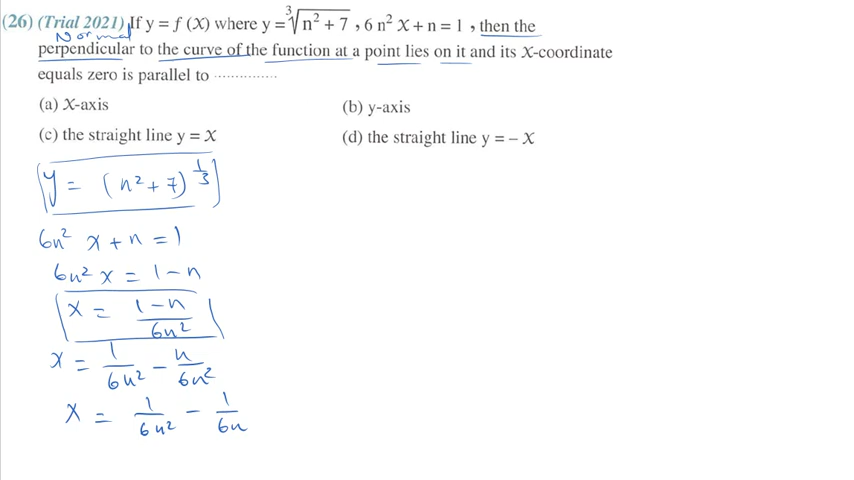 (26) (Trial 2021) If y = f (X) where y = ∛(n² + 7) , 6 n² X + n = 1 , then the
Normal
perpendicular to the curve of the function at a point lies on it and its X-coordinate
equals zero is parallel to ...............
(a) X-axis (b) y-axis
(c) the straight line y = X (d) the straight line y = – X
y = (n² + 7)^(1/3)
6n² x + n = 1
6n² x = 1 – n
x = (1 – n)/(6n²)
x = 1/(6n²) – n/(6n²)
x = 1/(6n²) – 1/(6n)